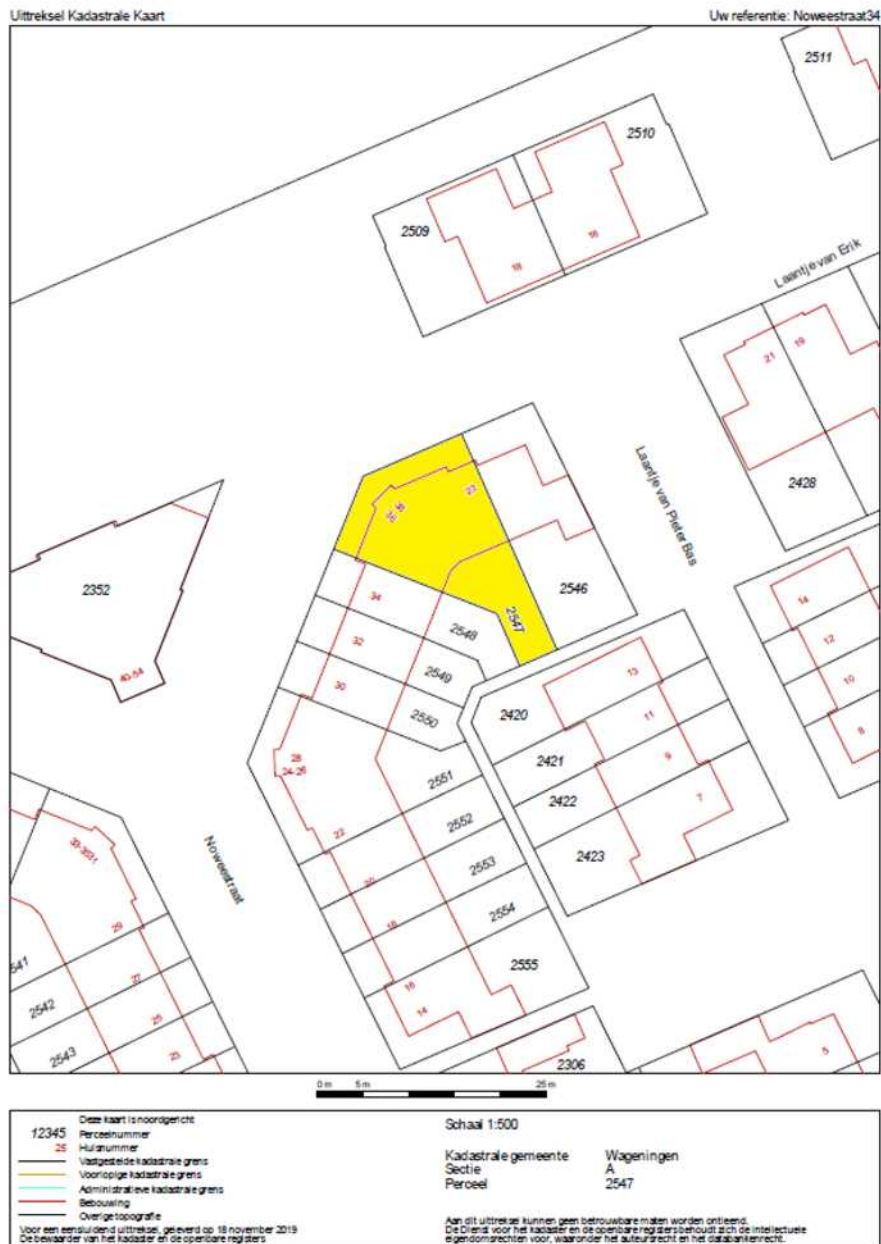 Uittreksel Kadastrale Kaart
Uw referentie: Noweestraat34
2511
2510
2509
16
18
Laantje van Erik
21
19
2428
Laantje van Pieter Bas
23
36
2546
2547
2352
40-54
34
2548
32
2549
30
2550
28
24-26
2551
22
2552
20
2553
18
2554
16
14
2555
2420
13
2421
11
2422
9
2423
7
14
12
10
8
Noweestraat
29
27
25
23
2541
2542
2543
2306
5
0 m 5 m 25 m
Deze kaart is noordgericht
12345 Perceelnummer
25 Huisnummer
Vastgestelde kadastrale grens
Voorlopige kadastrale grens
Administratieve kadastrale grens
Bebouwing
Overige topografie
Voor een eensluidend uittreksel, geleverd op 18 november 2019
De bewaarder van het kadaster en de openbare registers
Schaal 1:500
Kadastrale gemeente Wageningen
Sectie A
Perceel 2547
Aan dit uittreksel kunnen geen betrouwbare maten worden ontleend.
De Dienst voor het kadaster en de openbare registers behoudt zich de intellectuele
eigendomsrechten voor, waaronder het auteursrecht en het databankenrecht.